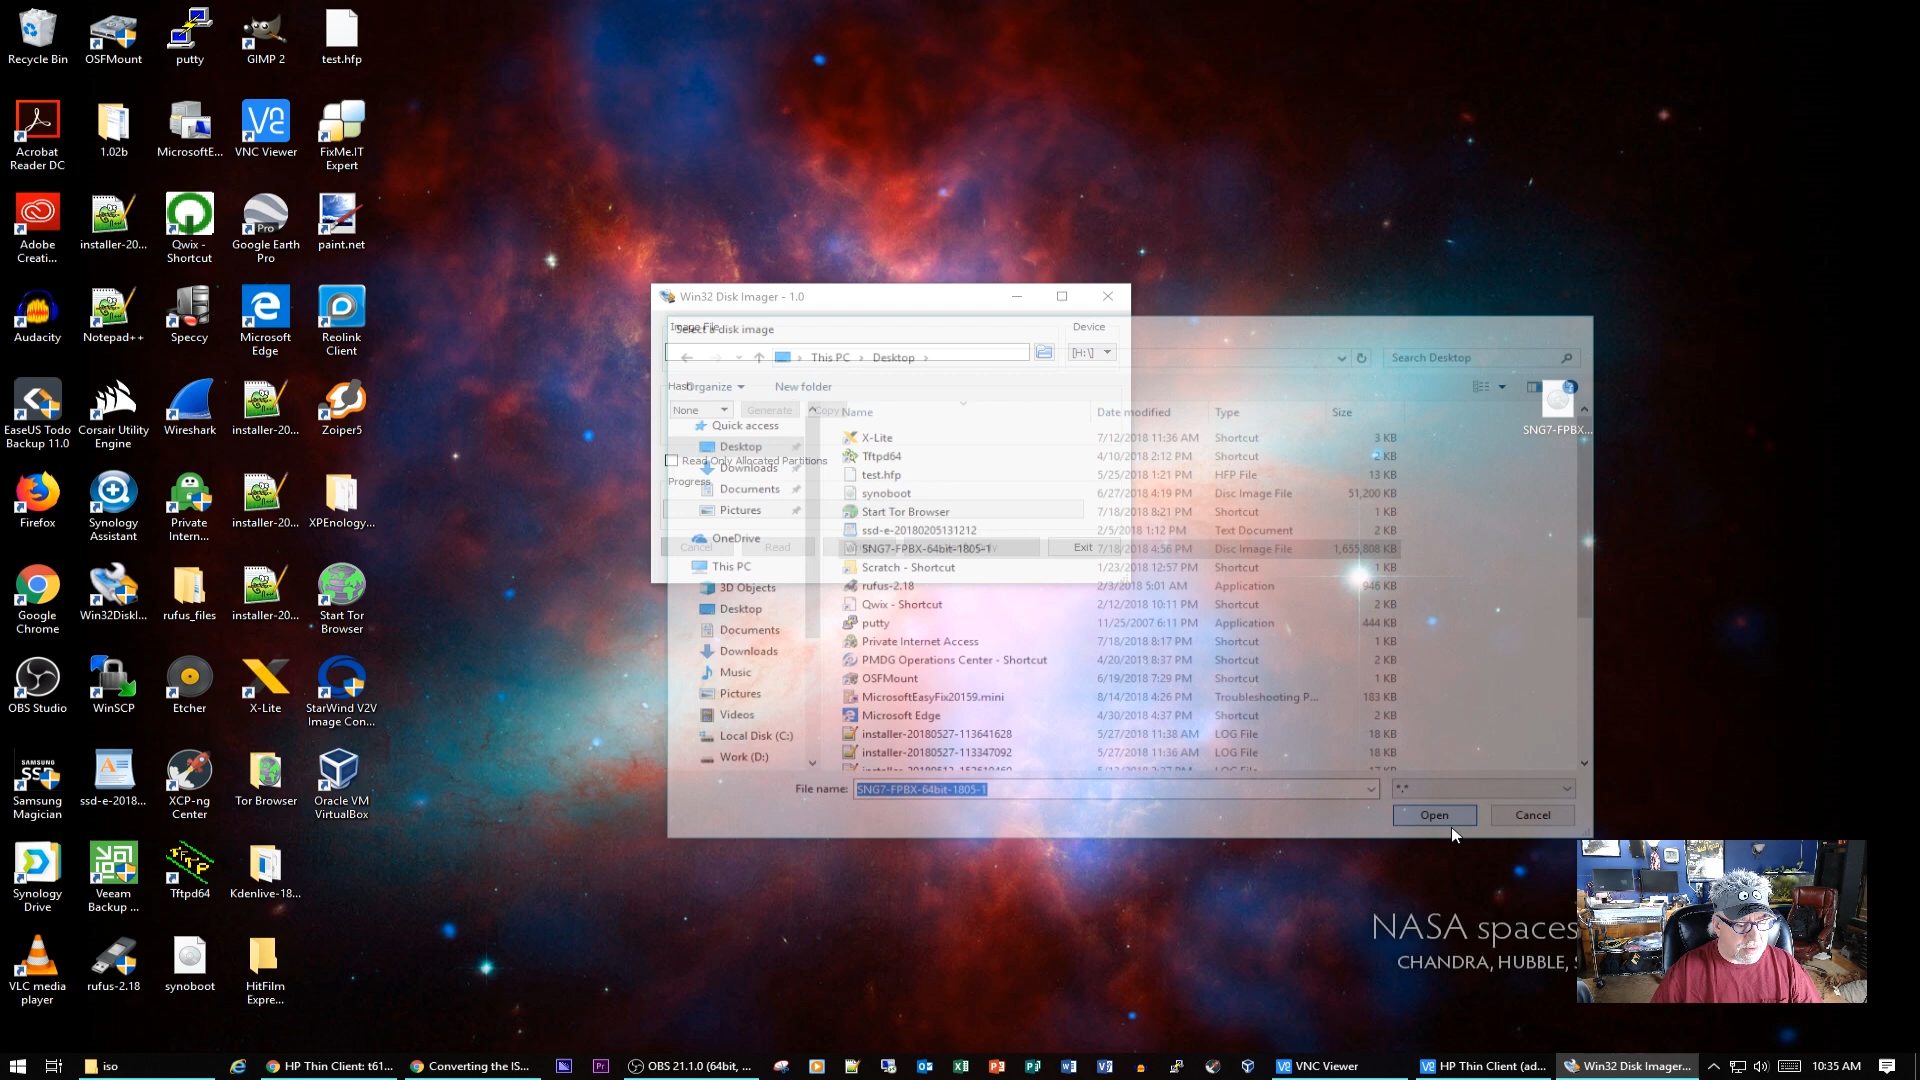 Recycle Bin
OSFMount
putty
GIMP 2
test.hfp
Acrobat
Reader DC
1.02b
MicrosoftE...
VNC Viewer
FixMe.IT
Expert
Adobe
Creati...
installer-20...
Qwix -
Shortcut
Pro
Google Earth
Pro
paint.net
Audacity
Notepad++
Speccy
Microsoft
Edge
Reolink
Client
EaseUS Todo
Backup 11.0
Corsair Utility
Engine
Wireshark
installer-20...
Zoiper5
Firefox
Synology
Assistant
Private
Intern...
installer-20...
XPEnology...
Google
Chrome
Win32DiskI...
rufus_files
installer-20...
Start Tor
Browser
OBS Studio
WinSCP
Etcher
X-Lite
StarWind V2V
Image Con...
SAMSUNG
SSD
Samsung
Magician
ssd-e-2018...
XCP-ng
Center
Tor Browser
Oracle VM
VirtualBox
Synology
Drive
Veeam
Backup ...
Tftpd64
Kdenlive-18...
VLC media
player
rufus-2.18
synoboot
HitFilm
Expre...
Win32 Disk Imager - 1.0
Image File
Device
Select a disk image
[H:\]
This PC
Desktop
Search Desktop
Hash
Organize
New folder
None
Generate
Copy
Read Only Allocated Partitions
Progress
Cancel
Read
Exit
Quick access
Desktop
Downloads
Documents
Pictures
OneDrive
This PC
3D Objects
Desktop
Documents
Downloads
Music
Pictures
Videos
Local Disk (C:)
Work (D:)
Name Date modified Type Size
X-Lite 7/12/2018 11:36 AM Shortcut 3 KB
Tftpd64 4/10/2018 2:12 PM Shortcut 2 KB
test.hfp 5/25/2018 1:21 PM HFP File 13 KB
synoboot 6/27/2018 4:19 PM Disc Image File 51,200 KB
Start Tor Browser 7/18/2018 8:21 PM Shortcut 1 KB
ssd-e-20180205131212 2/5/2018 1:12 PM Text Document 2 KB
SNG7-FPBX-64bit-1805-1 7/18/2018 4:56 PM Disc Image File 1,655,808 KB
Scratch - Shortcut 1/23/2018 12:57 PM Shortcut 1 KB
rufus-2.18 2/3/2018 5:01 AM Application 946 KB
Qwix - Shortcut 2/12/2018 10:11 PM Shortcut 2 KB
putty 11/25/2007 6:11 PM Application 444 KB
Private Internet Access 7/18/2018 8:17 PM Shortcut 1 KB
PMDG Operations Center - Shortcut 4/20/2018 8:37 PM Shortcut 2 KB
OSFMount 6/19/2018 7:29 PM Shortcut 1 KB
MicrosoftEasyFix20159.mini 8/14/2018 4:26 PM Troubleshooting P... 183 KB
Microsoft Edge 4/30/2018 4:37 PM Shortcut 2 KB
installer-20180527-113641628 5/27/2018 11:38 AM LOG File 18 KB
installer-20180527-113347092 5/27/2018 11:36 AM LOG File 18 KB
File name:
SNG7-FPBX-64bit-1805-1
*.*
Open
Cancel
SNG7-FPBX...
NASA spaces
CHANDRA, HUBBLE, S
iso
HP Thin Client: t61...
Converting the IS...
OBS 21.1.0 (64bit, ...
VNC Viewer
HP Thin Client (ad...
Win32 Disk Imager...
10:35 AM